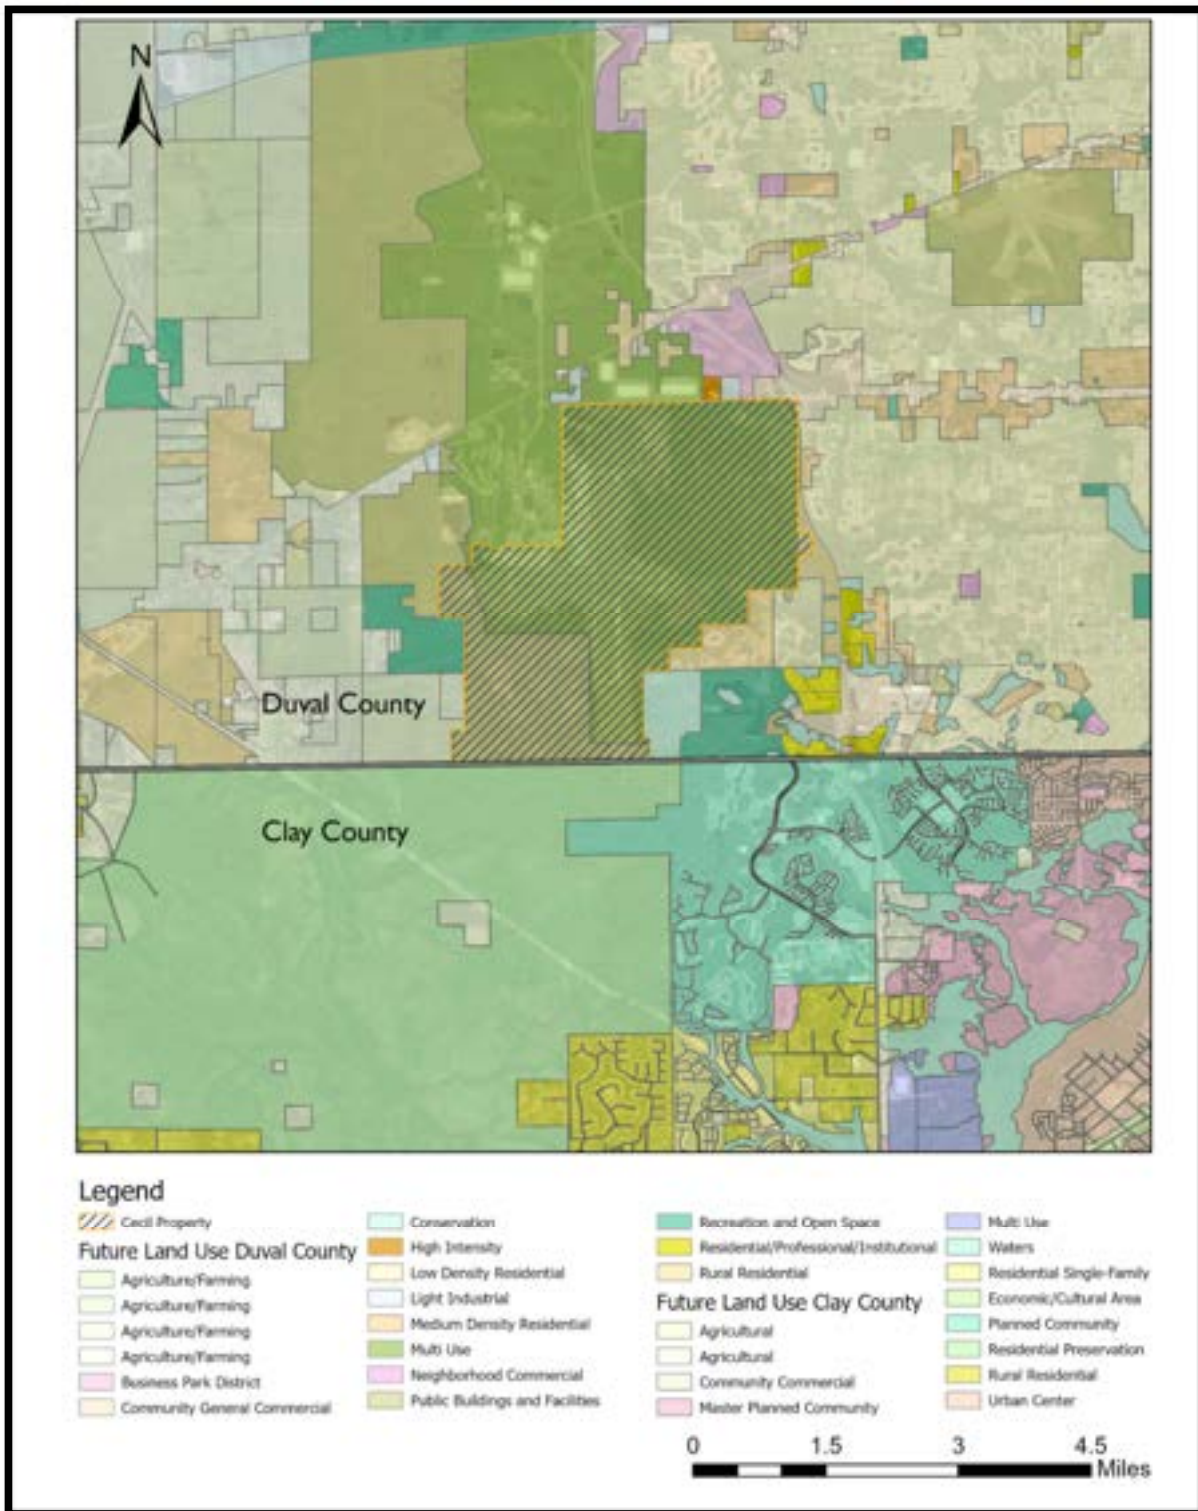 N
Duval County
Clay County
Legend
Cecil Property
Future Land Use Duval County
Agriculture/Farming
Agriculture/Farming
Agriculture/Farming
Agriculture/Farming
Business Park District
Community General Commercial
Conservation
High Intensity
Low Density Residential
Light Industrial
Medium Density Residential
Multi Use
Neighborhood Commercial
Public Buildings and Facilities
Recreation and Open Space
Residential/Professional/Institutional
Rural Residential
Future Land Use Clay County
Agricultural
Agricultural
Community Commercial
Master Planned Community
Multi Use
Waters
Residential Single-Family
Economic/Cultural Area
Planned Community
Residential Preservation
Rural Residential
Urban Center
0 1.5 3 4.5
Miles